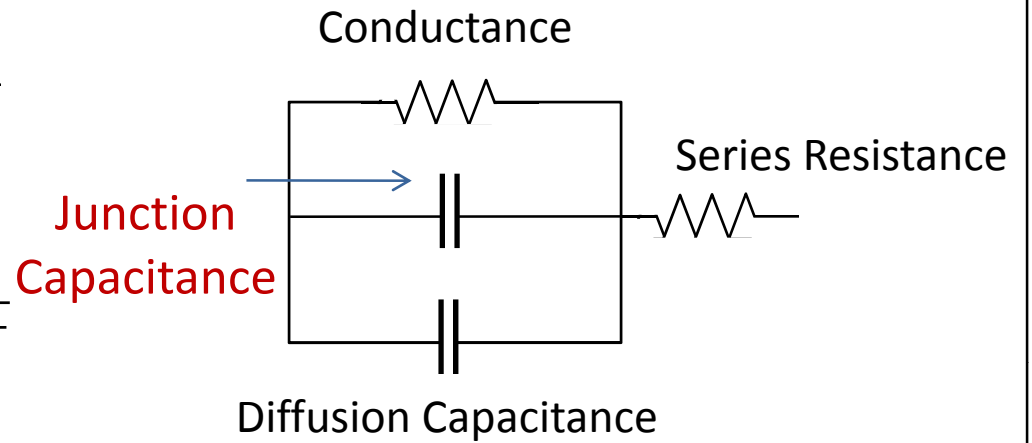 Conductance
Series Resistance
Junction
Capacitance
Diffusion Capacitance